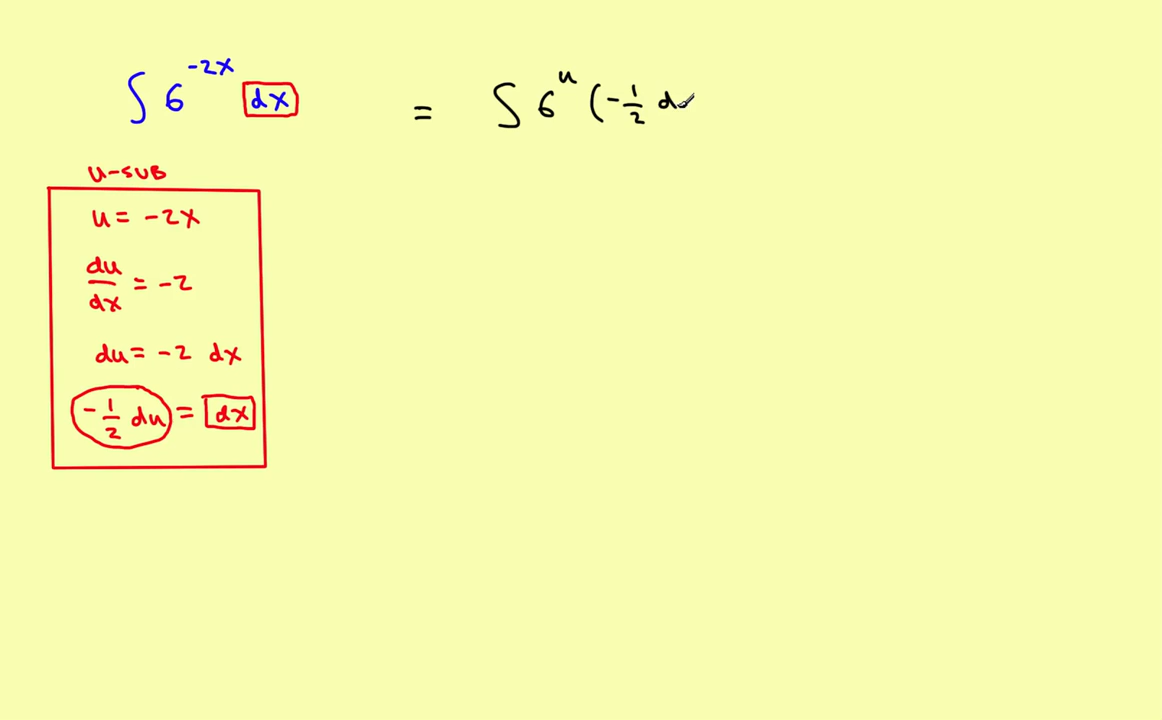 ∫ 6^{-2x} dx = ∫ 6^u (-1/2 d
u-sub
u = -2x
du/dx = -2
du = -2 dx
-1/2 du = dx